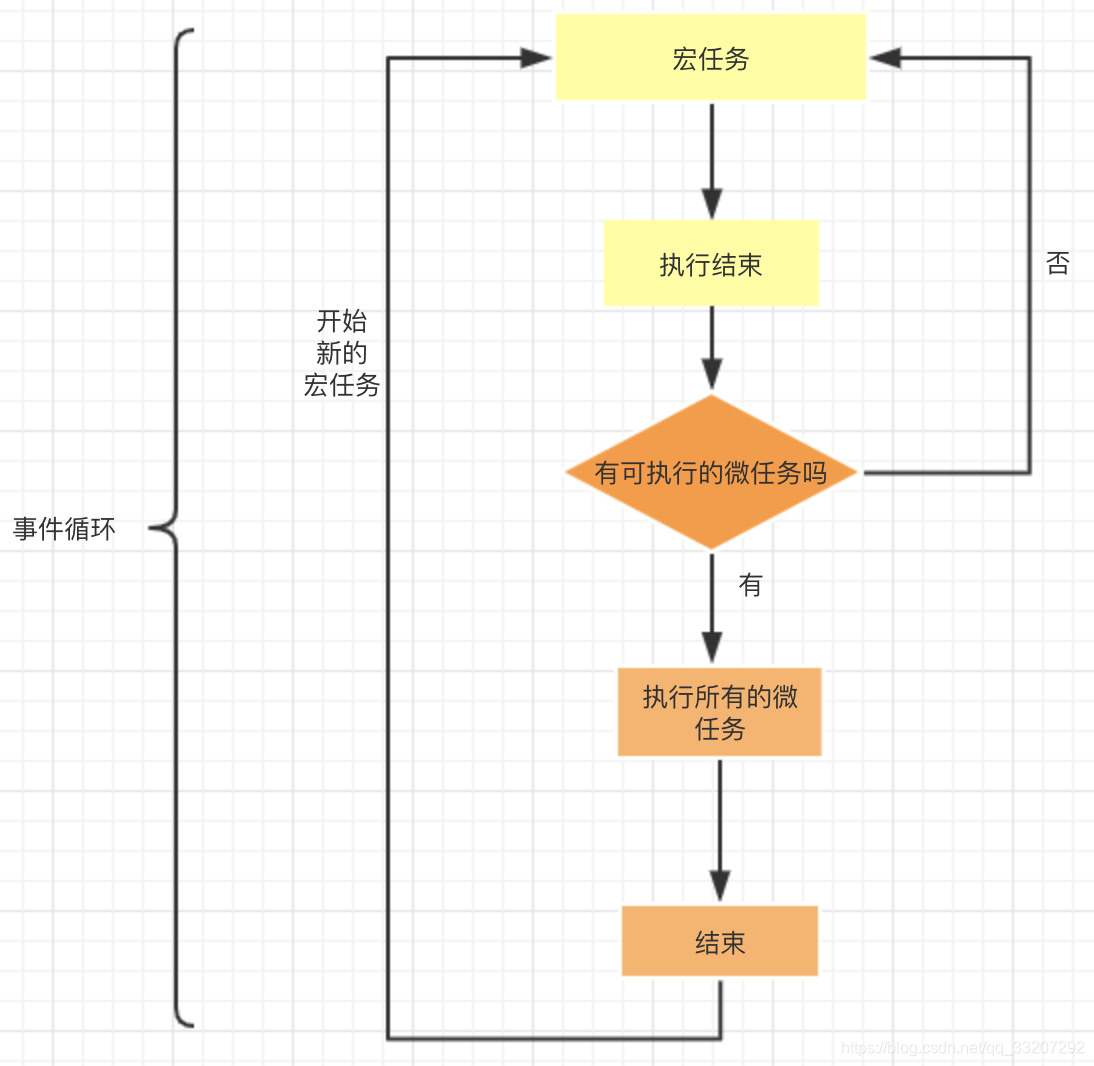 宏任务
执行结束
否
开始
新的
宏任务
有可执行的微任务吗
事件循环
有
执行所有的微
任务
结束
https://blog.csdn.net/qq_33207292